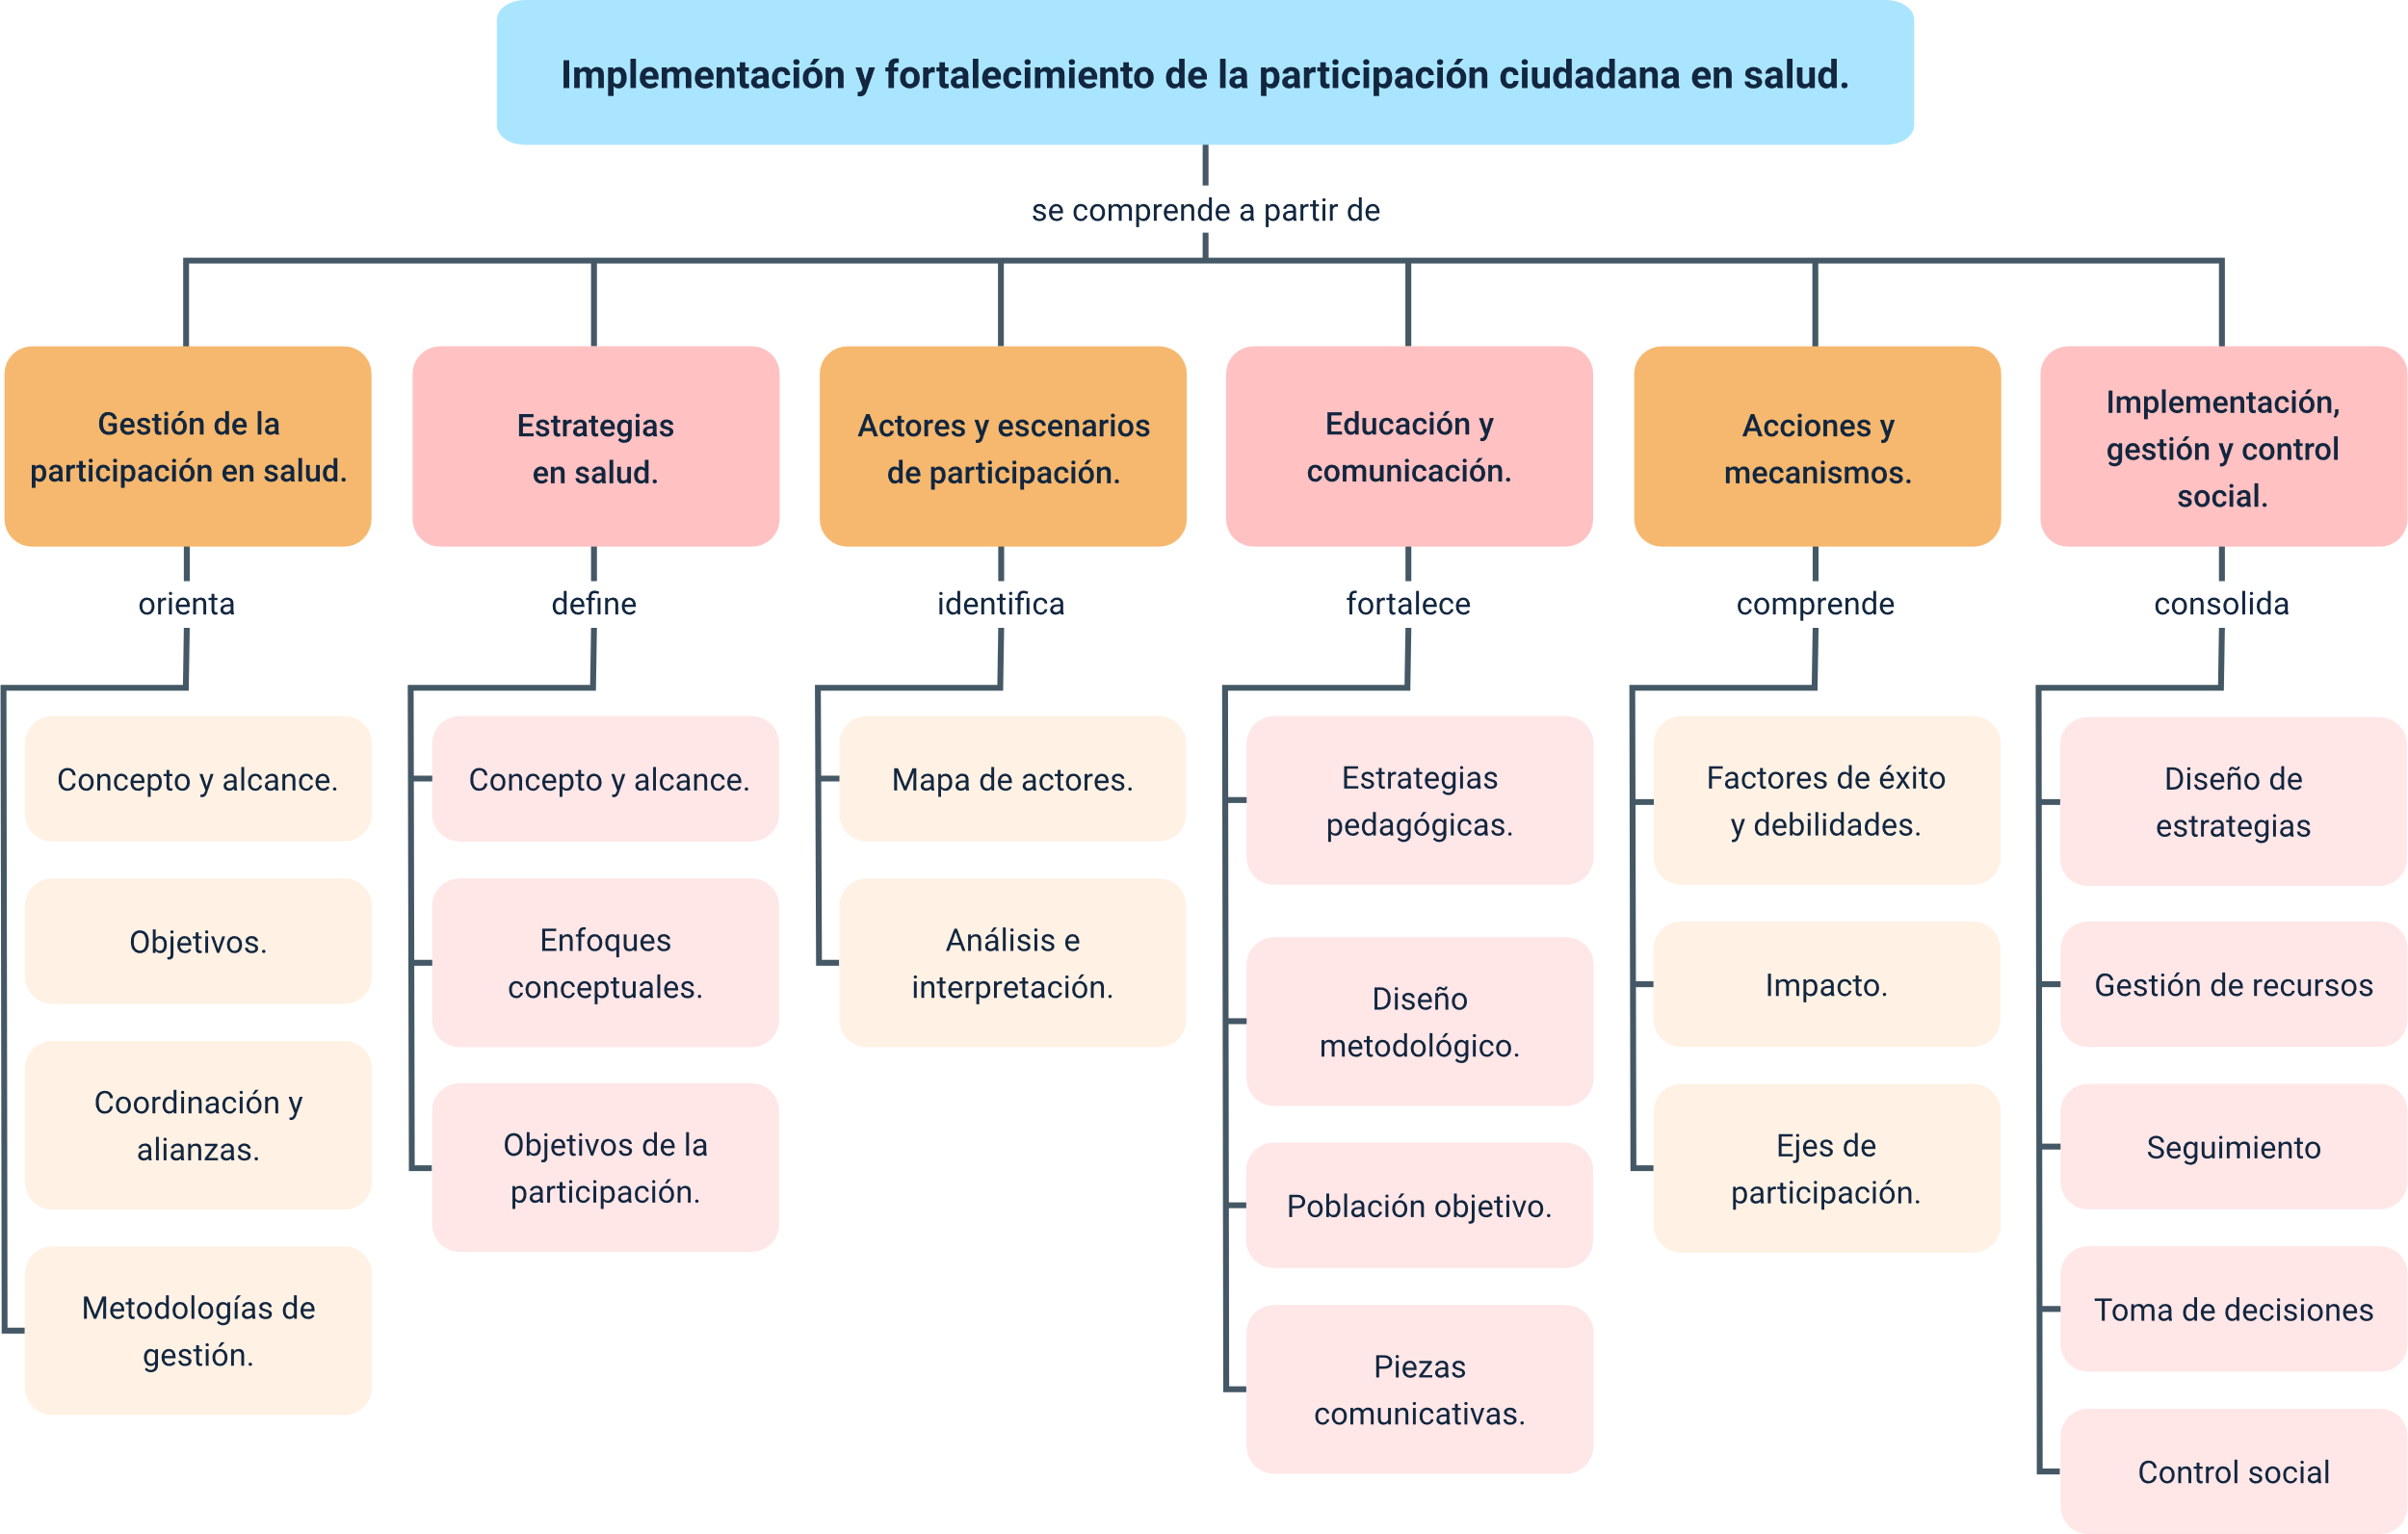 Implementación y fortalecimiento de la participación ciudadana en salud.
se comprende a partir de
Gestión de la
participación en salud.
orienta
Concepto y alcance.
Objetivos.
Coordinación y
alianzas.
Metodologías de
gestión.
Estrategias
en salud.
define
Concepto y alcance.
Enfoques
conceptuales.
Objetivos de la
participación.
Actores y escenarios
de participación.
identifica
Mapa de actores.
Análisis e
interpretación.
Educación y
comunicación.
fortalece
Estrategias
pedagógicas.
Diseño
metodológico.
Población objetivo.
Piezas
comunicativas.
Acciones y
mecanismos.
comprende
Factores de éxito
y debilidades.
Impacto.
Ejes de
participación.
Implementación,
gestión y control
social.
consolida
Diseño de
estrategias
Gestión de recursos
Seguimiento
Toma de decisiones
Control social